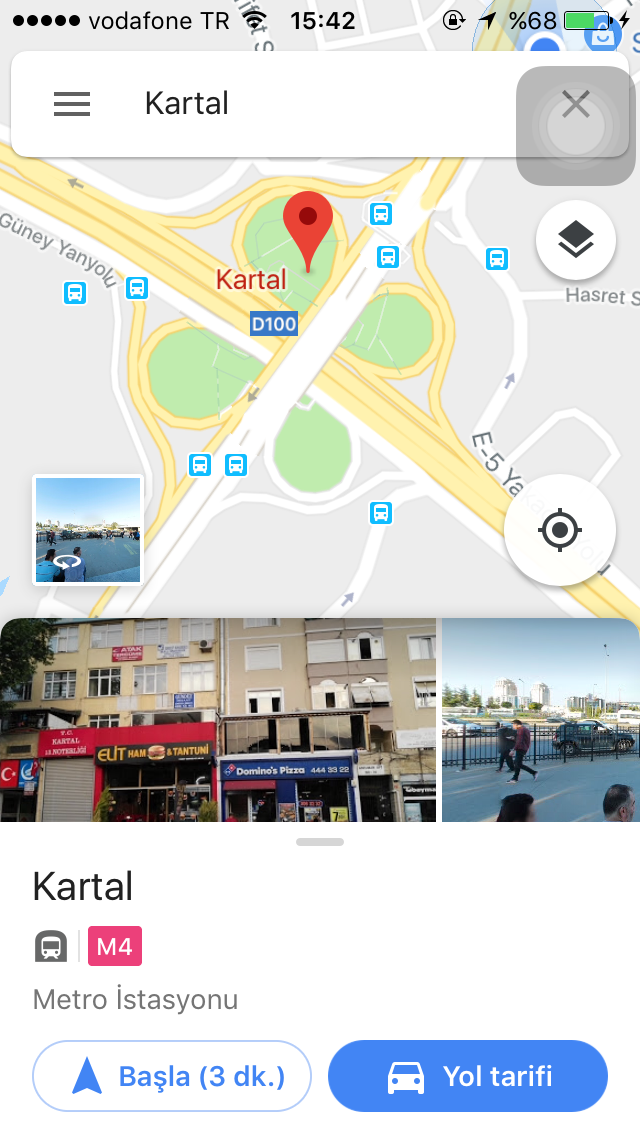 vodafone TR 15:42 %68
Kartal
Güney Yanyolu
Kartal
D100
Hasret S
E-5 Ya
ATAK
T.C.
KARTAL
NOTERLİĞİ
ELIT HAM & TANTUNİ
Domino's Pizza 444 33 22
7
Kartal
M4
Metro İstasyonu
Başla (3 dk.)
Yol tarifi